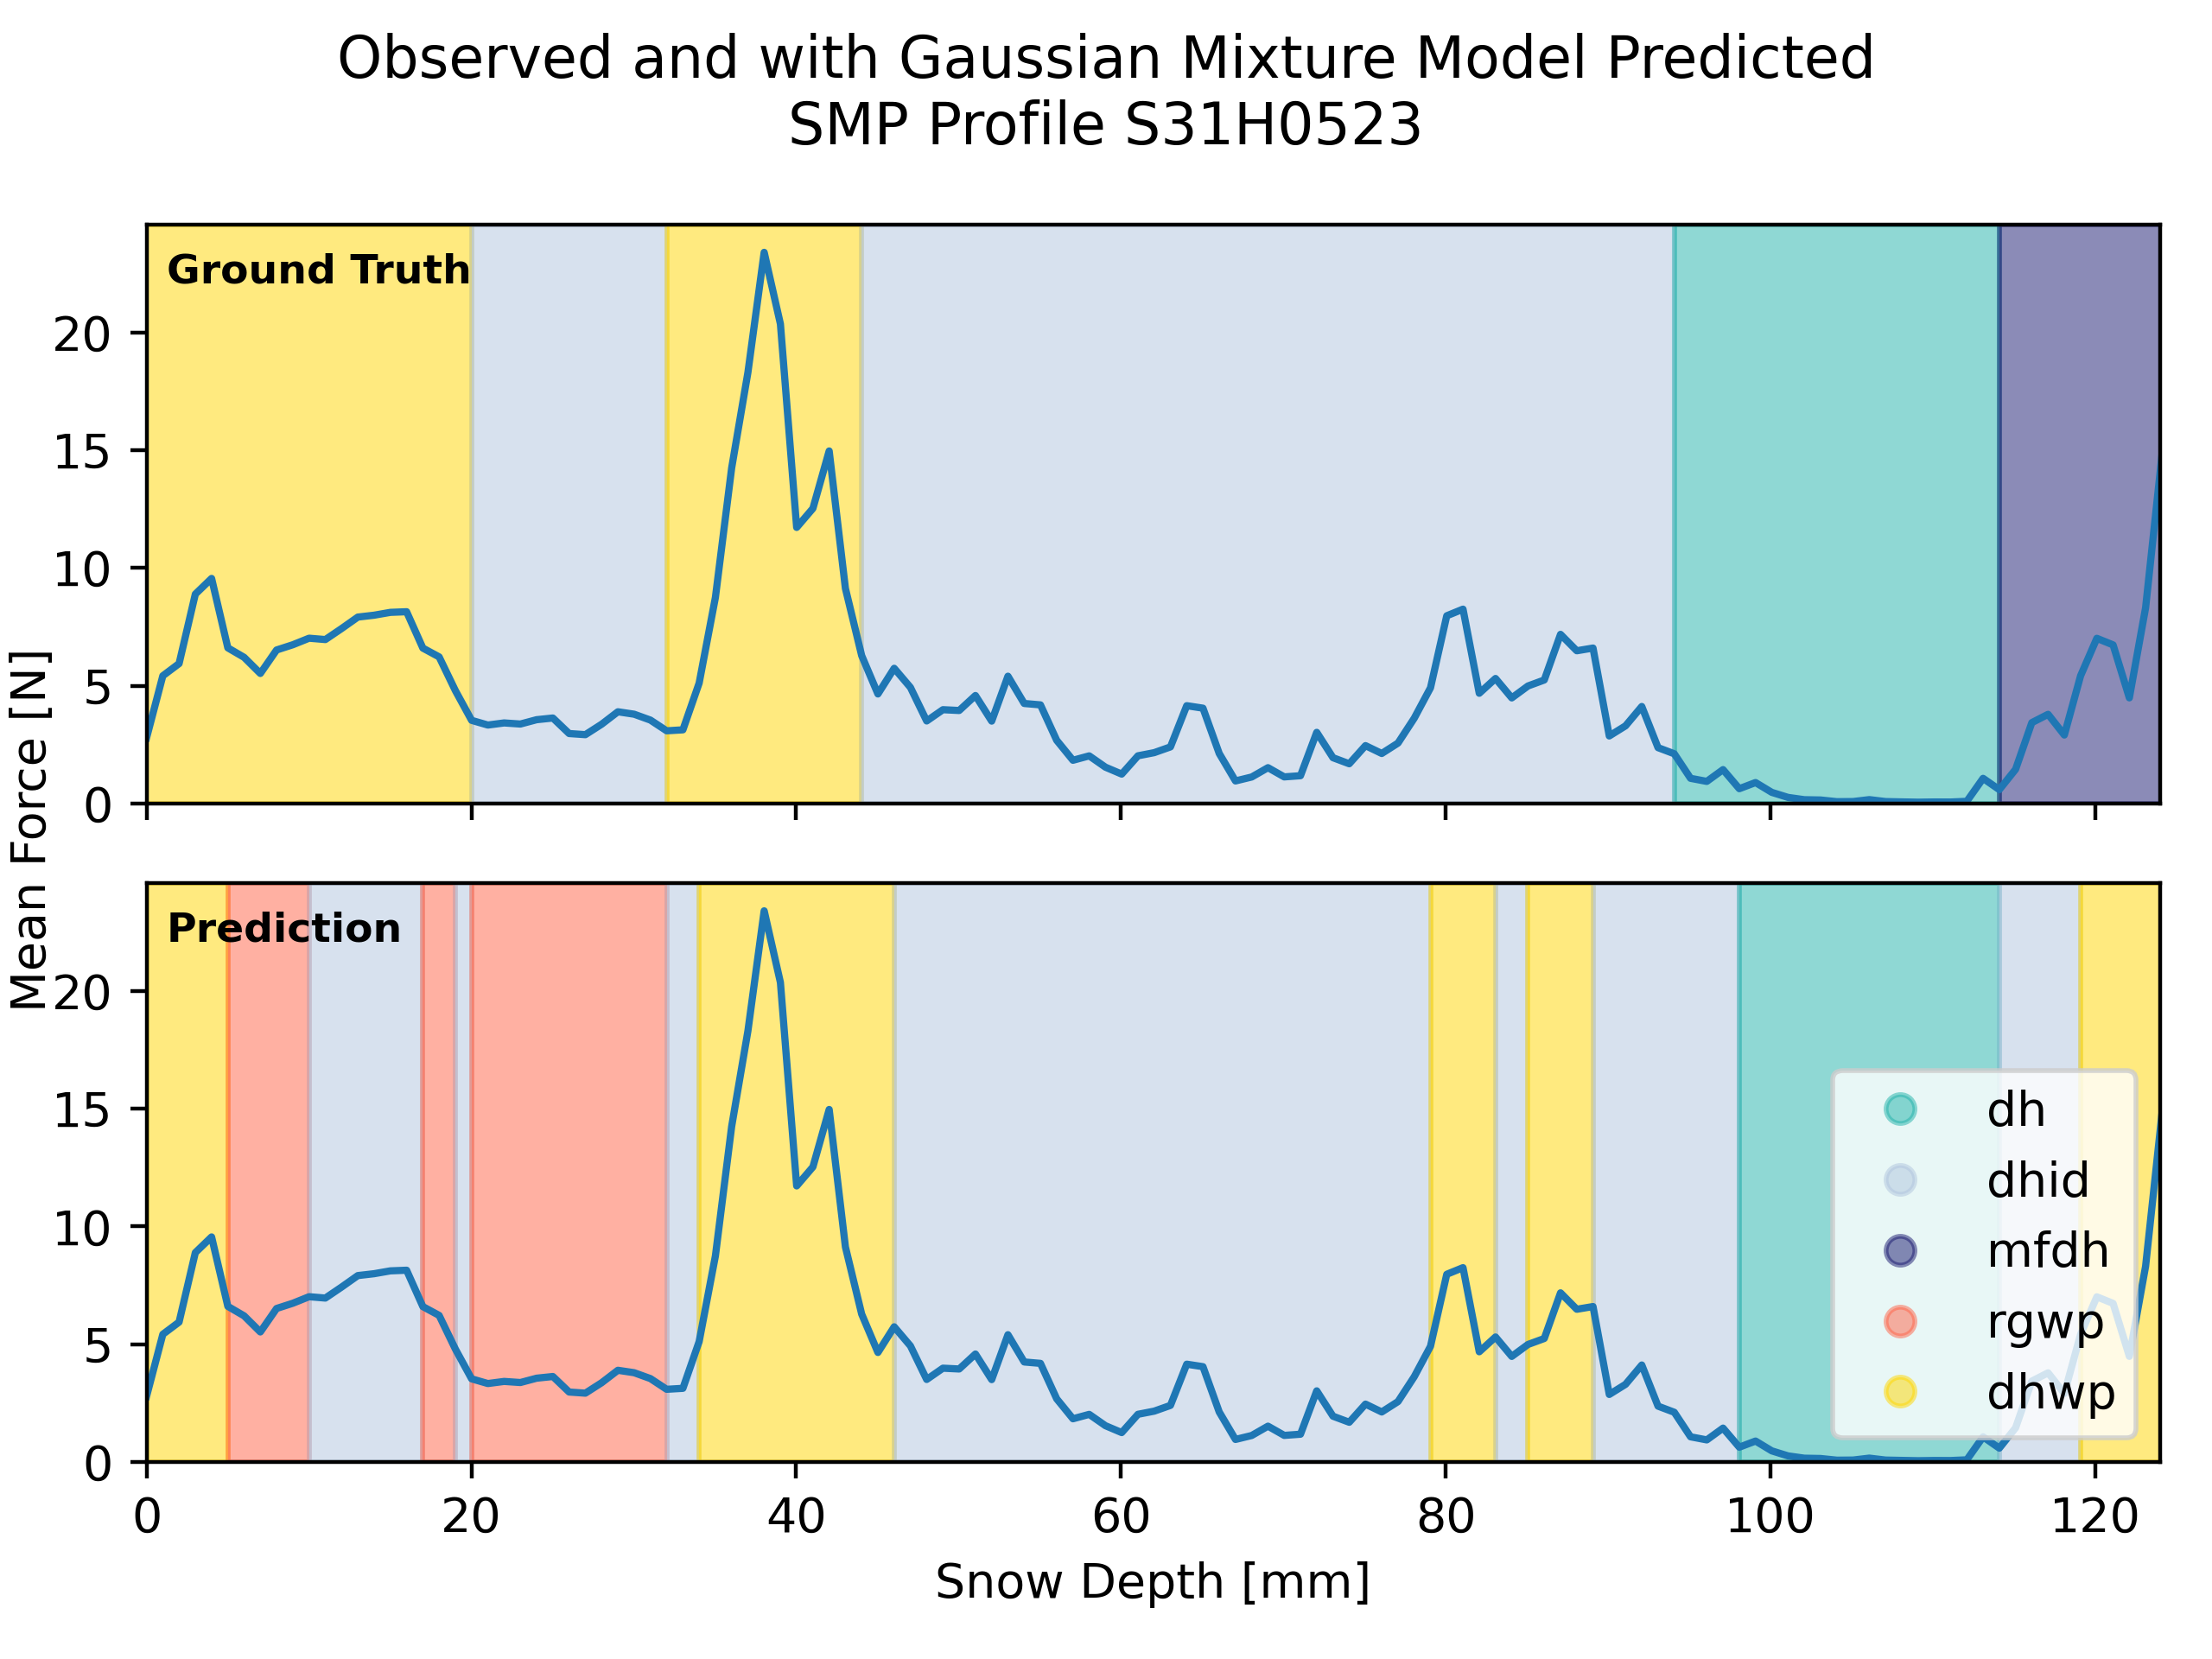 Observed and with Gaussian Mixture Model Predicted
SMP Profile S31H0523
Ground Truth
20
15
10
5
0
Mean Force [N]
Prediction
20
15
10
5
0
dh
dhid
mfdh
rgwp
dhwp
0 20 40 60 80 100 120
Snow Depth [mm]